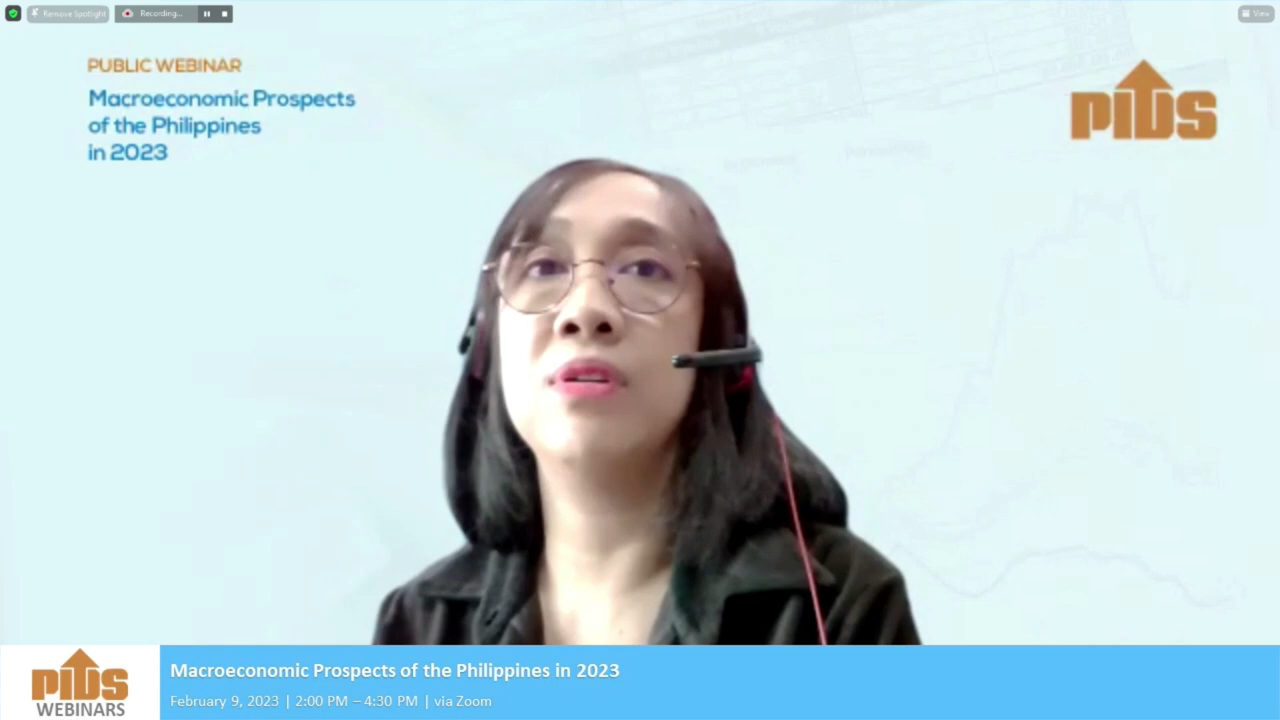 Remove Spotlight
Recording...
View
PUBLIC WEBINAR
Macroeconomic Prospects
of the Philippines
in 2023
PIDS
PIDS
WEBINARS
Macroeconomic Prospects of the Philippines in 2023
February 9, 2023 | 2:00 PM – 4:30 PM | via Zoom